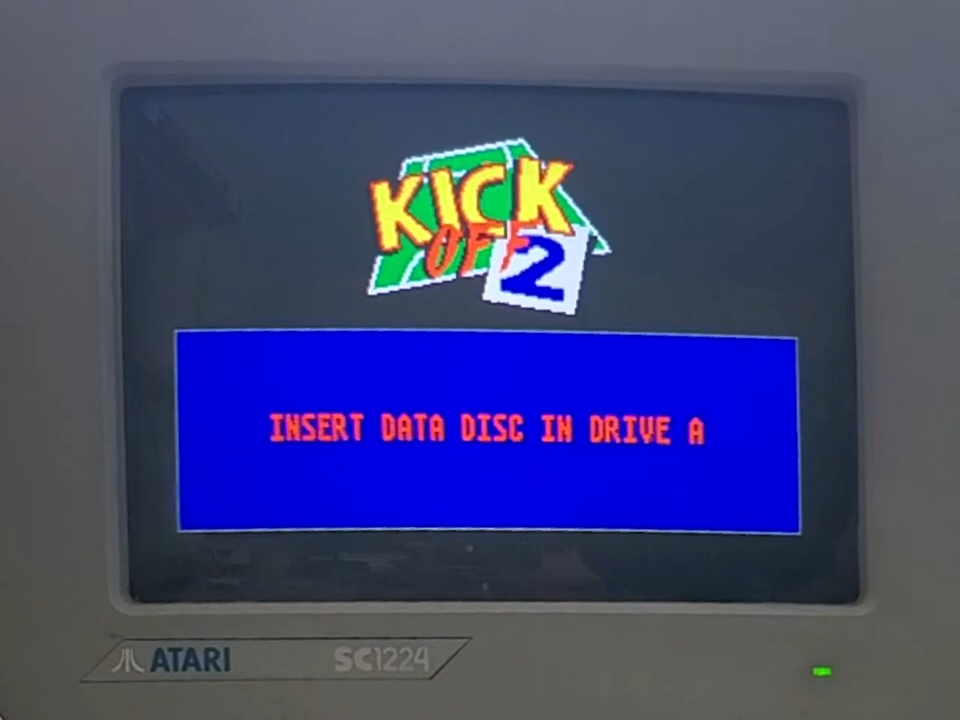 KICK
OFF
2
INSERT DATA DISC IN DRIVE A
ATARI SC1224